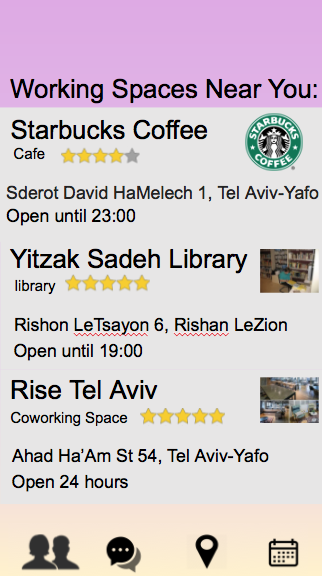 Working Spaces Near You:
Starbucks Coffee
Cafe
STARBUCKS
COFFEE
Sderot David HaMelech 1, Tel Aviv-Yafo
Open until 23:00
Yitzak Sadeh Library
library
Rishon LeTsayon 6, Rishan LeZion
Open until 19:00
Rise Tel Aviv
Coworking Space
Ahad Ha’Am St 54, Tel Aviv-Yafo
Open 24 hours